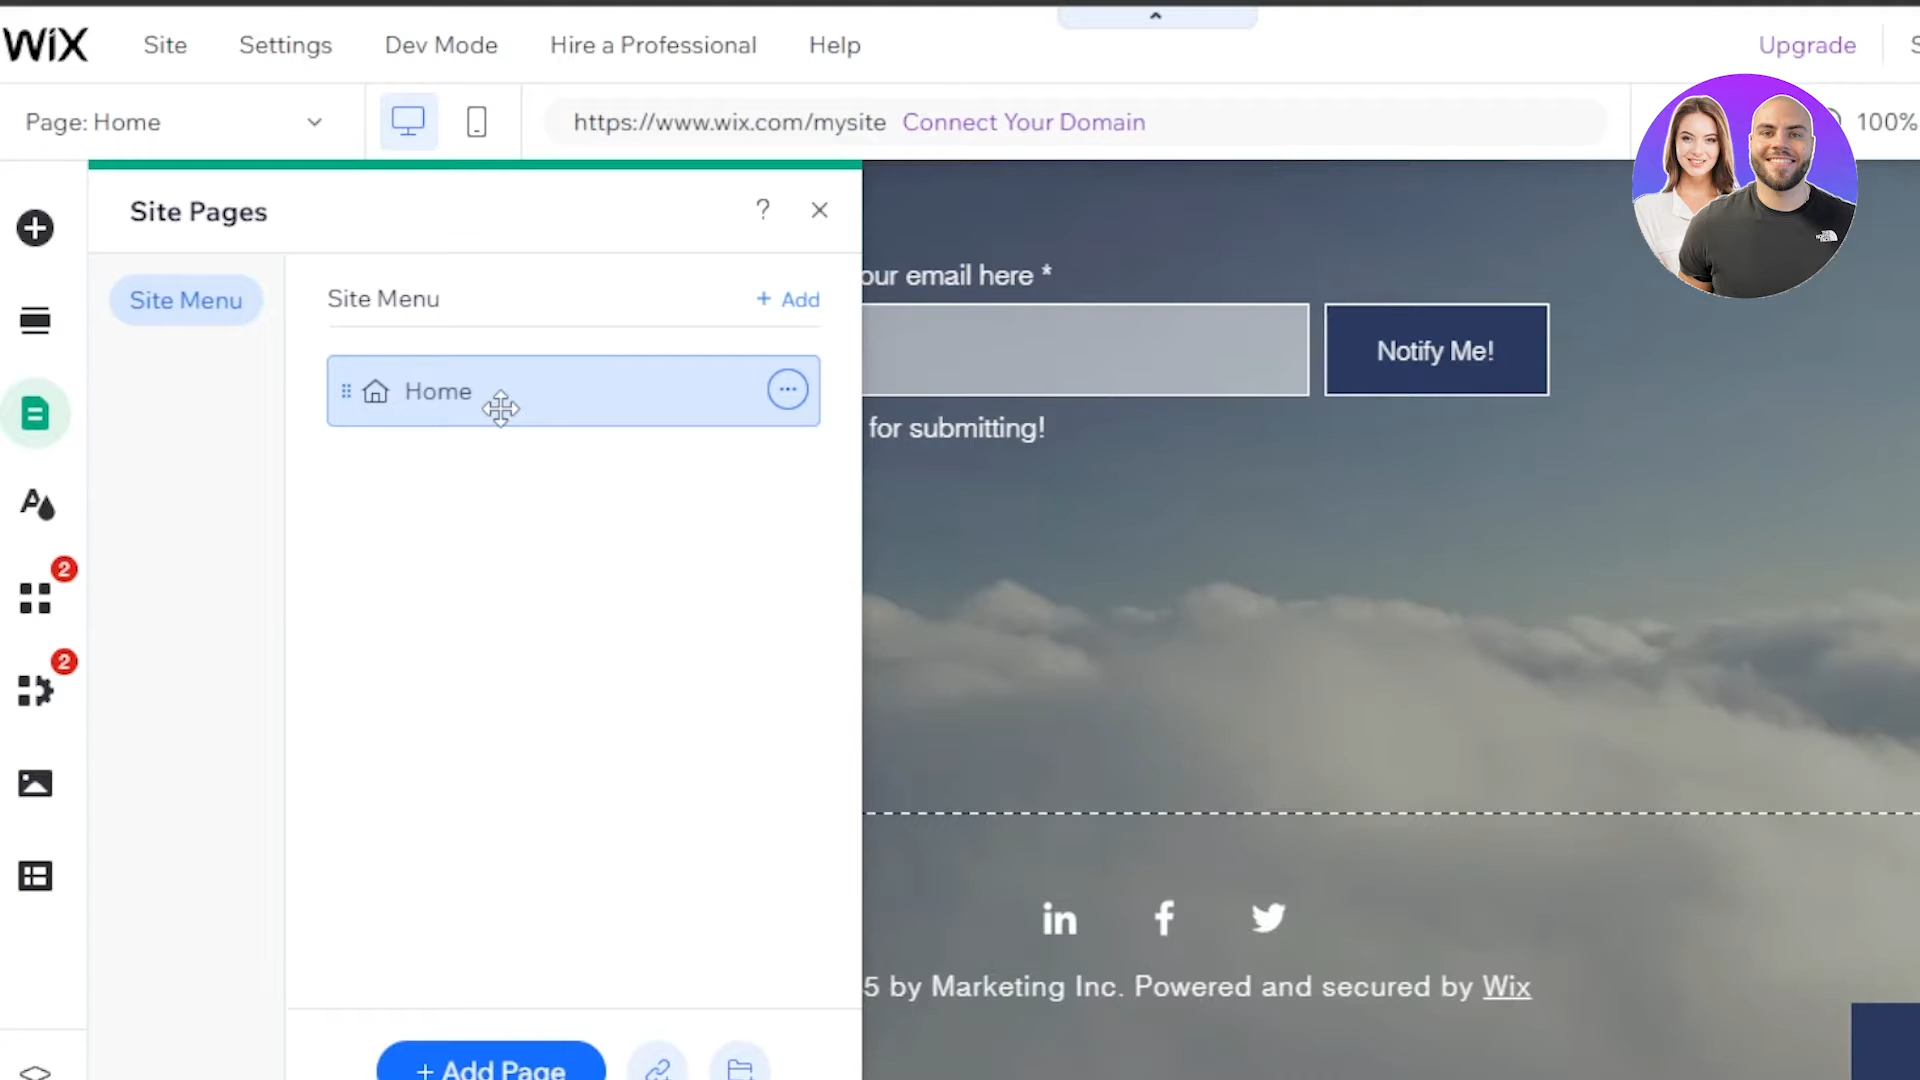 WiX Site Settings Dev Mode Hire a Professional Help Upgrade
Page: Home https://www.wix.com/mysite Connect Your Domain 100%
Site Pages ?
Site Menu
Site Menu + Add
Home
2
2
+ Add Page
our email here *
Notify Me!
for submitting!
5 by Marketing Inc. Powered and secured by Wix